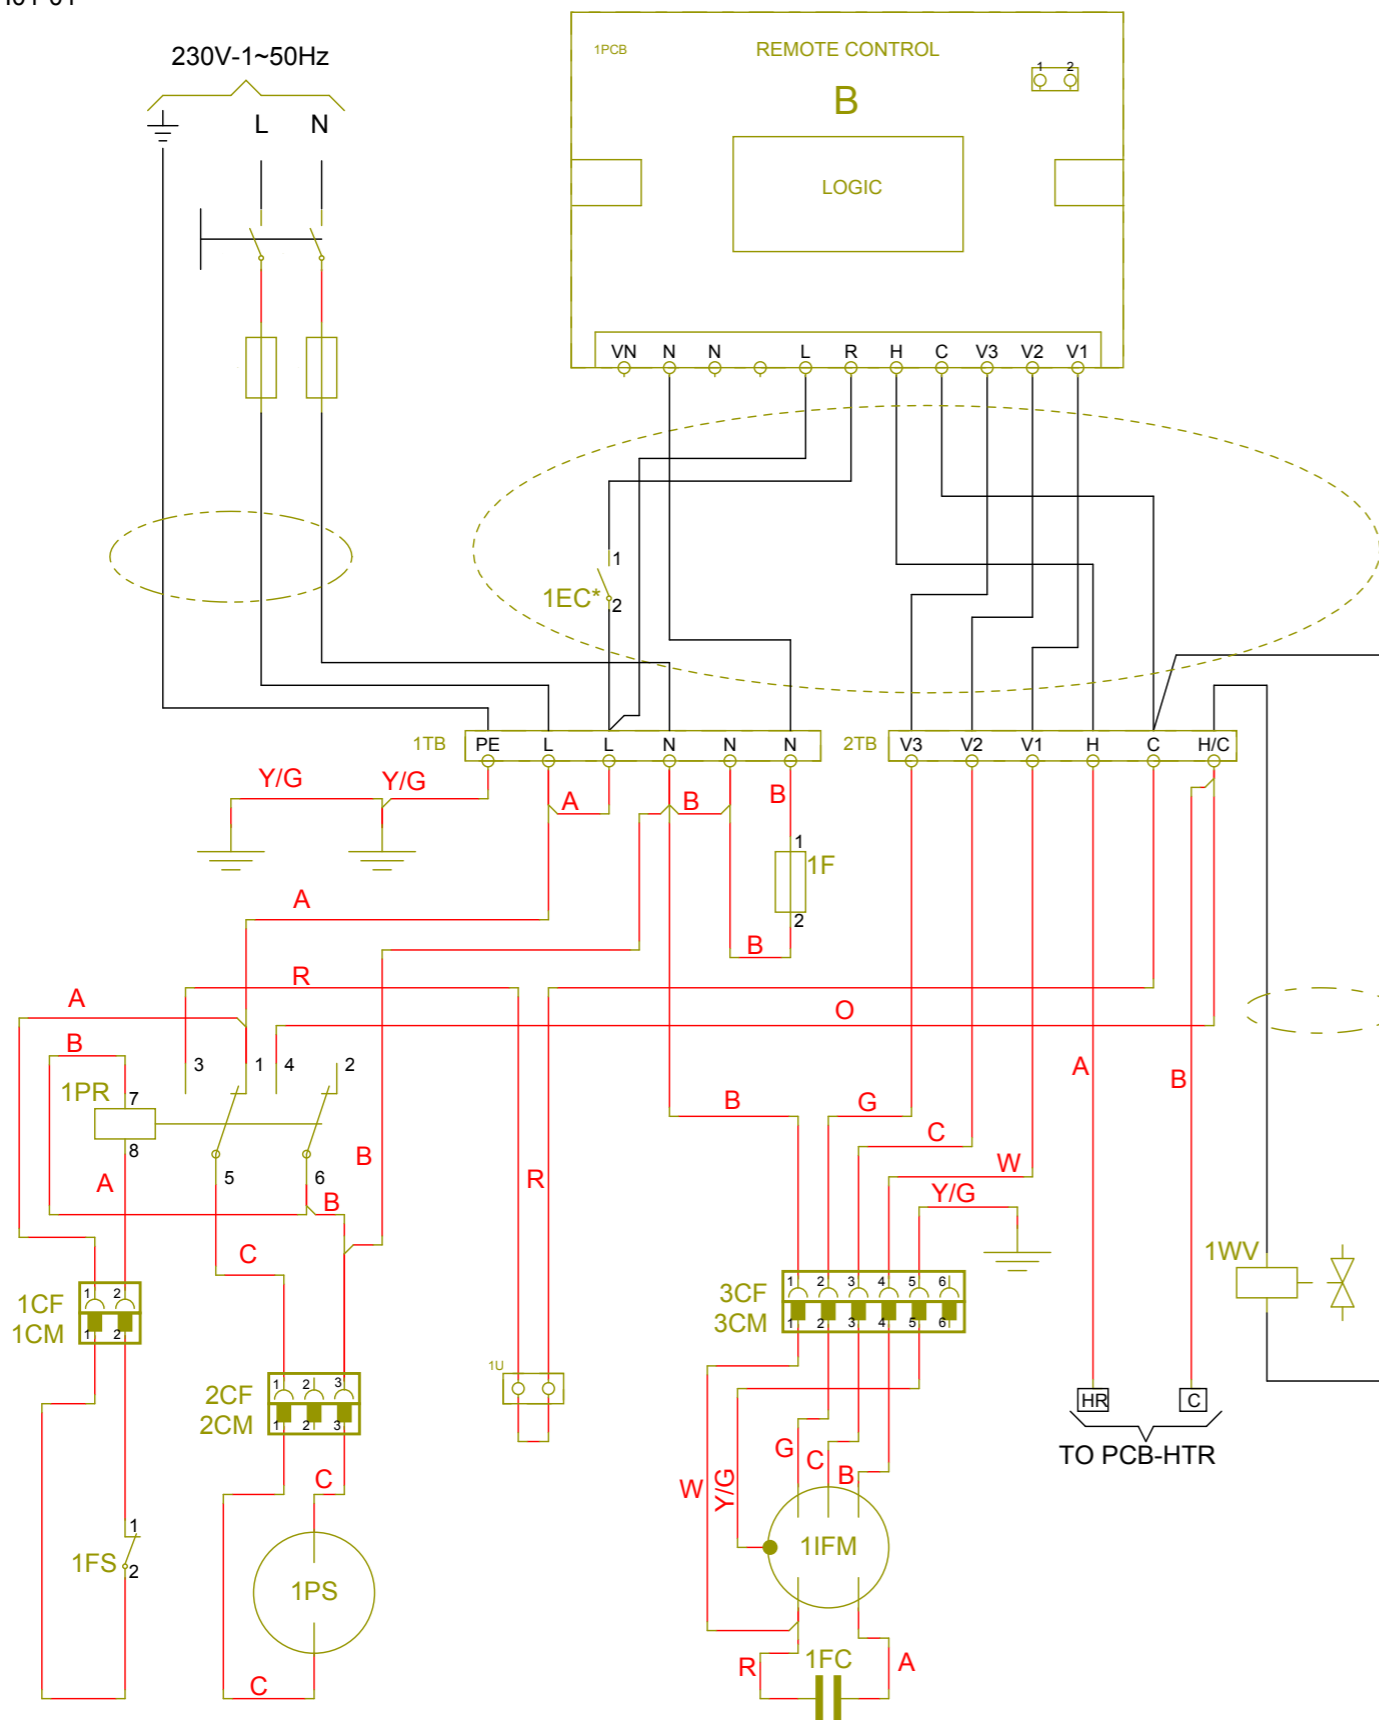 230V-1~50Hz
L N
1PCB
REMOTE CONTROL
1 2
B
LOGIC
VN N N L R H C V3 V2 V1
1
1EC*
2
1TB
PE L L N N N
2TB
V3 V2 V1 H C H/C
Y/G Y/G
A B B
1
1F
2
A
B
R
A
O
B
3 1 4 2
1PR
7
8
A B
5 6
A
B
C
R
B
G
C
W
Y/G
1WV
1CF
1 2
1CM
1 2
3CF
1 2 3 4 5 6
3CM
1 2 3 4 5 6
1U
2CF
1 2 3
2CM
1 2 3
HR C
TO PCB-HTR
C
W Y/G G C B
1
1FS
2
1PS
1IFM
C
R 1FC A